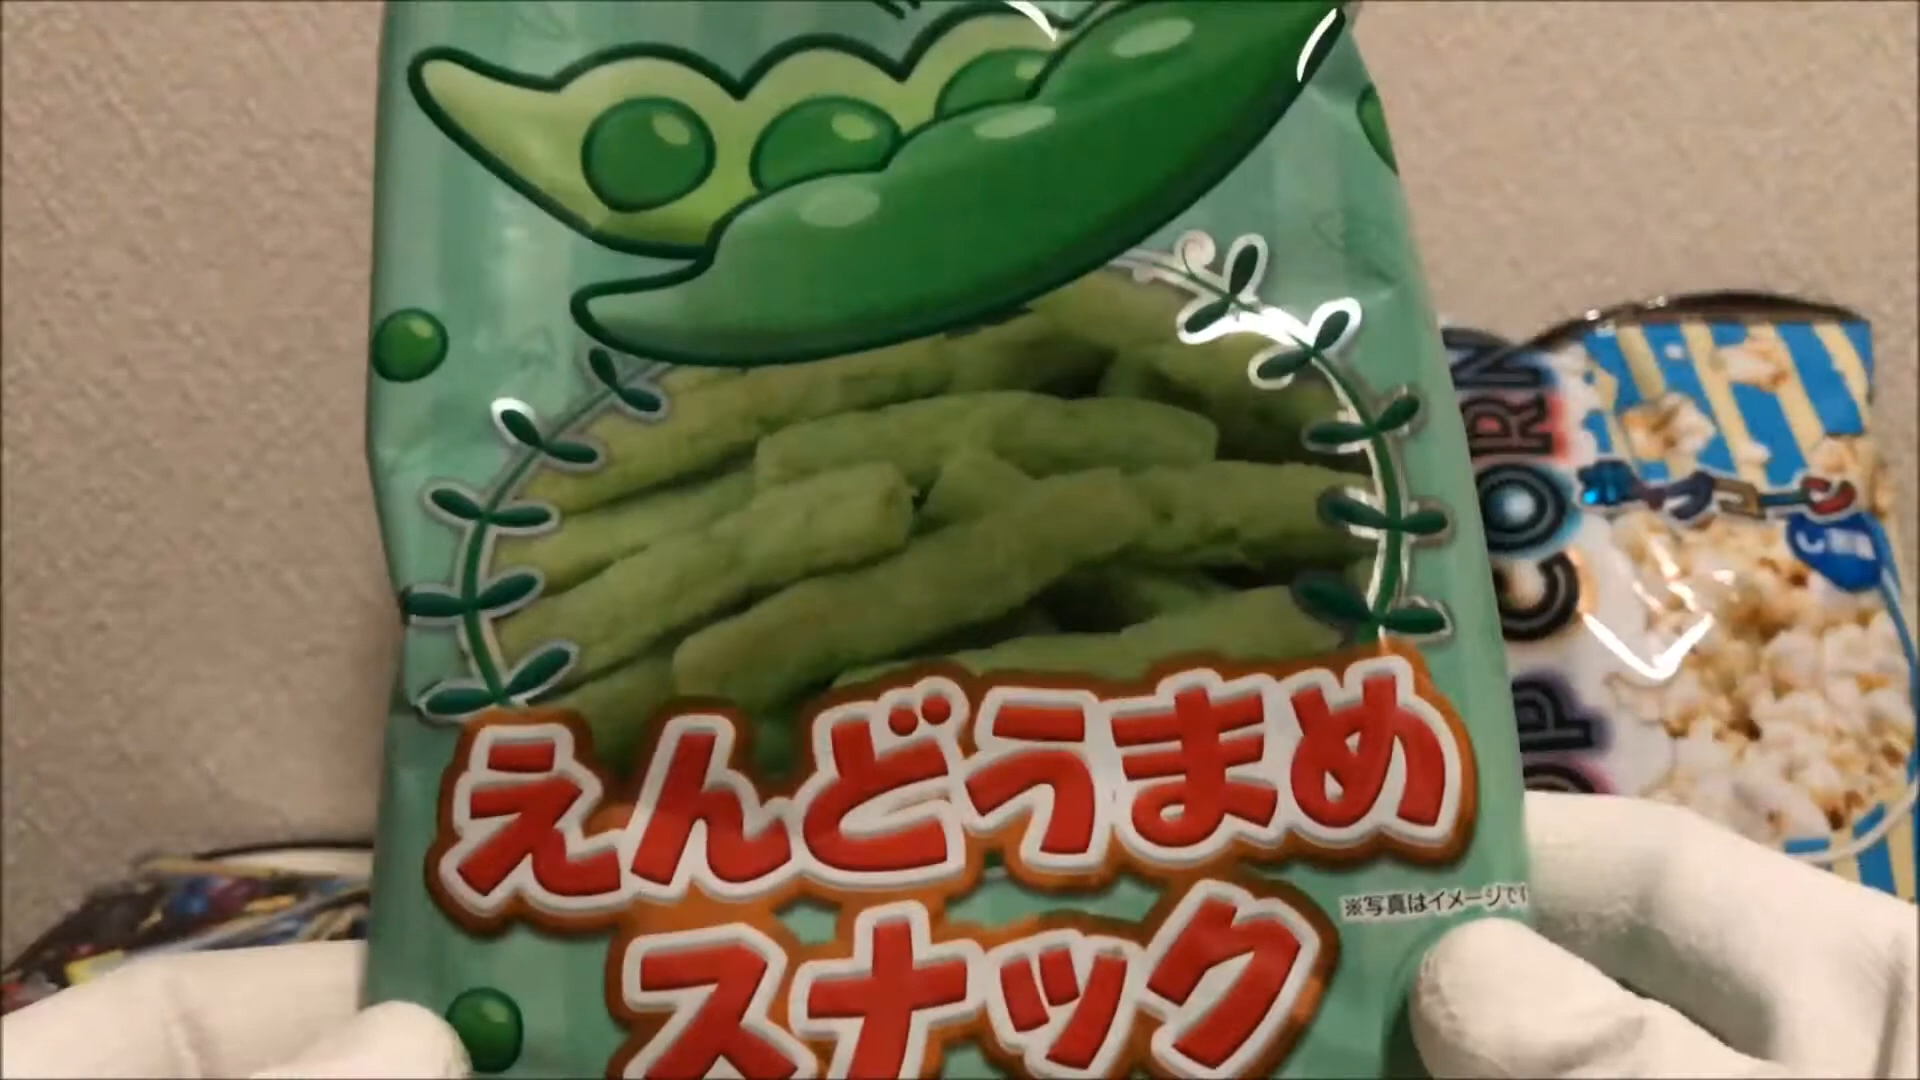 えんどうまめ
スナック
※写真はイメージです
POP CORN
ポップコーン